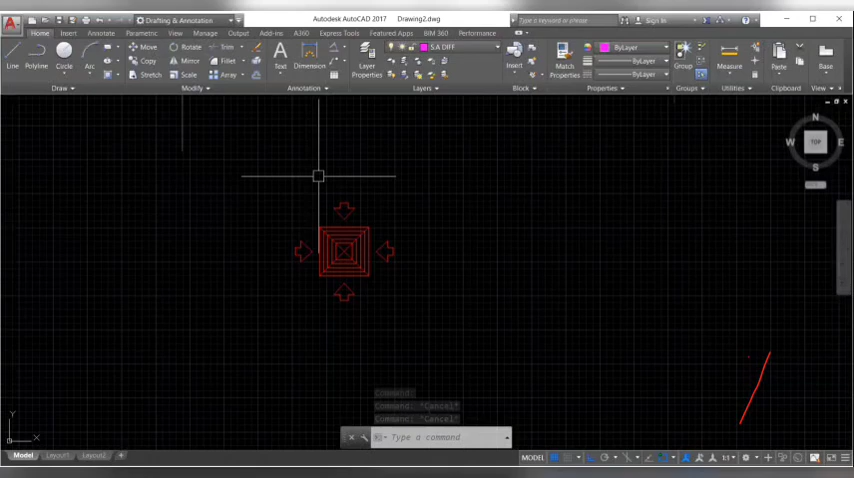 Drafting & Annotation
Autodesk AutoCAD 2017 Drawing2.dwg
Type a keyword or phrase
Sign In
Home Insert Annotate Parametric View Manage Output Add-ins A360 Express Tools Featured Apps BIM 360 Performance
Line Polyline Circle Arc
Move Rotate Trim
Copy Mirror Fillet
Stretch Scale Array
Text Dimension
Layer Properties
S.A DIFF
Insert
Match Properties
ByLayer
ByLayer
ByLayer
Group
Measure
Paste
Base
Draw Modify Annotation Layers Block Properties Groups Utilities Clipboard View
N
W TOP E
S
Command:
Command: *Cancel*
Command: *Cancel*
Type a command
Y
X
Model Layout1 Layout2 +
MODEL
1:1